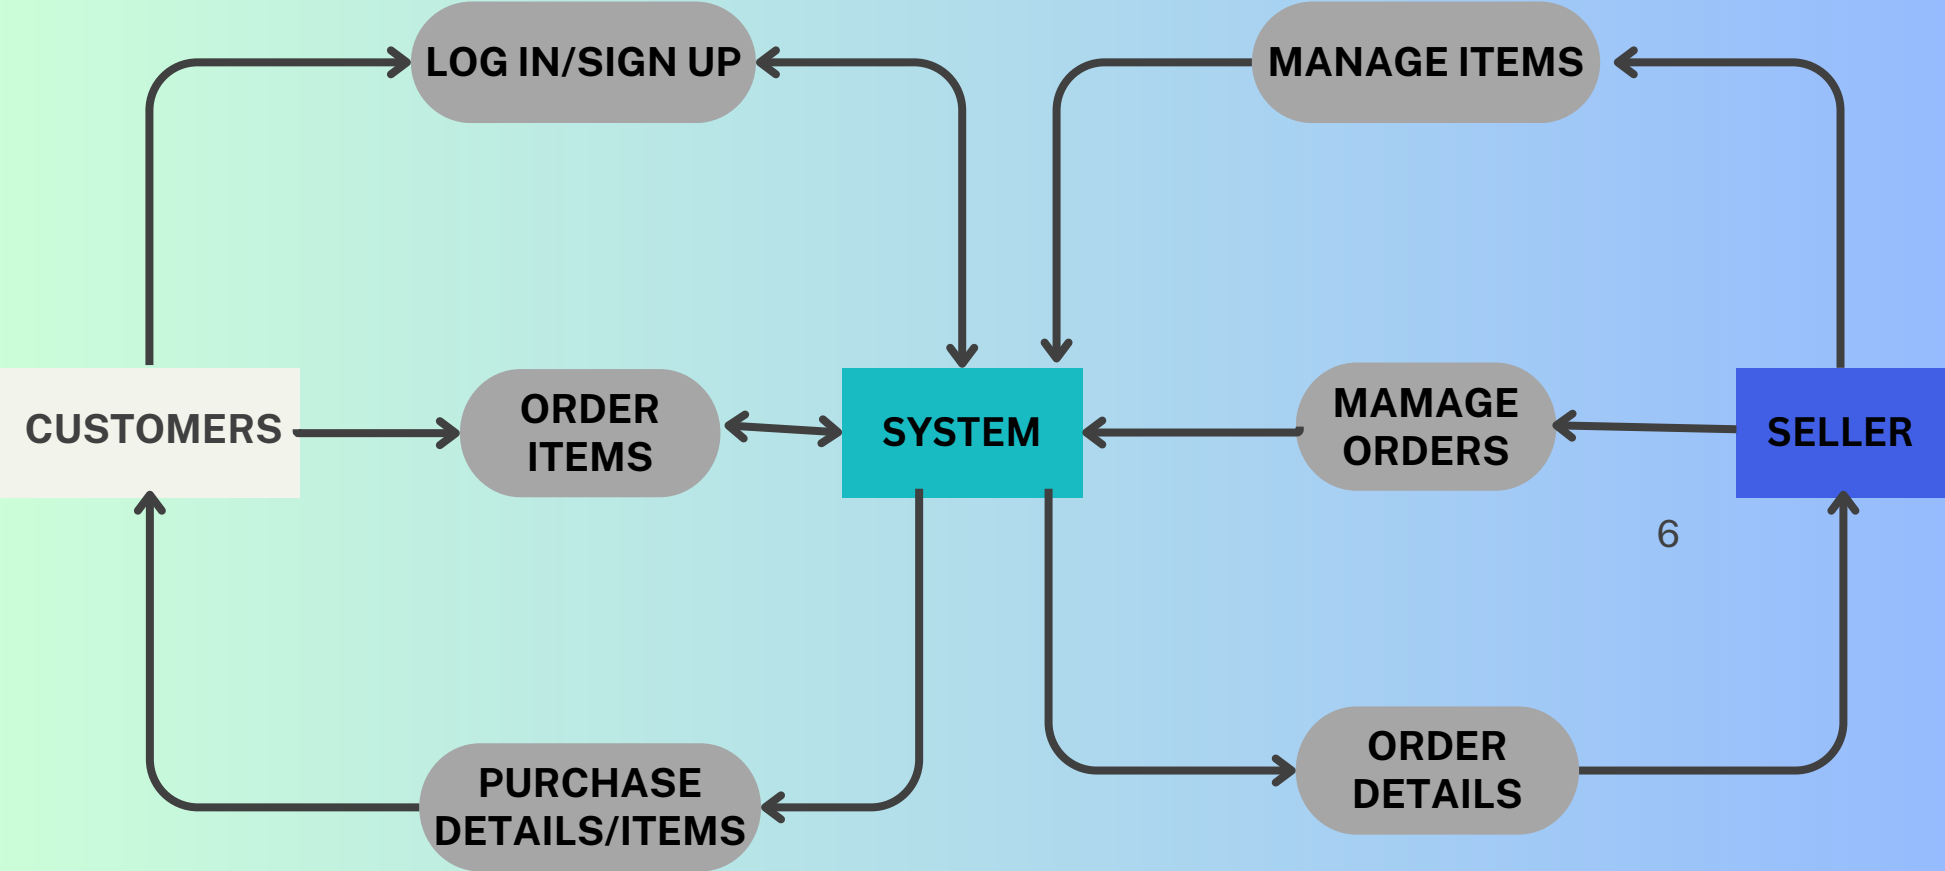 LOG IN/SIGN UP
MANAGE ITEMS
CUSTOMERS
ORDER
ITEMS
SYSTEM
MAMAGE
ORDERS
SELLER
6
PURCHASE
DETAILS/ITEMS
ORDER
DETAILS